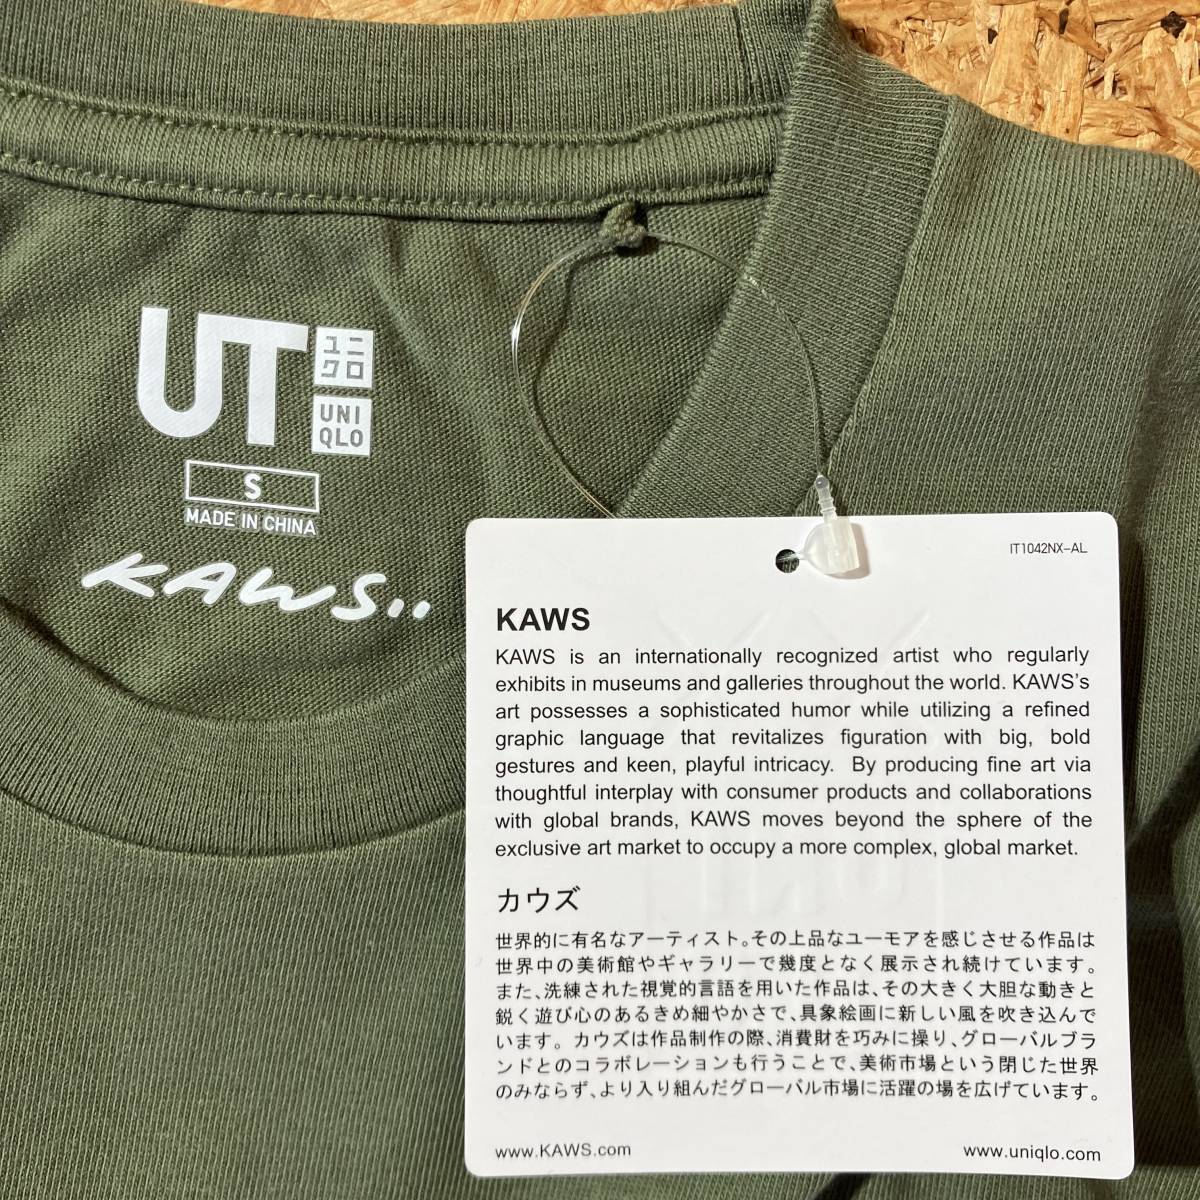 UT
ユニ
クロ
UNI
QLO
S
MADE IN CHINA
KAWS..
IT1042NX-AL
KAWS
KAWS is an internationally recognized artist who regularly
exhibits in museums and galleries throughout the world. KAWS's
art possesses a sophisticated humor while utilizing a refined
graphic language that revitalizes figuration with big, bold
gestures and keen, playful intricacy. By producing fine art via
thoughtful interplay with consumer products and collaborations
with global brands, KAWS moves beyond the sphere of the
exclusive art market to occupy a more complex, global market.
カウズ
世界的に有名なアーティスト。その上品なユーモアを感じさせる作品は
世界中の美術館やギャラリーで幾度となく展示され続けています。
また、洗練された視覚的言語を用いた作品は、その大きく大胆な動きと
鋭く遊び心のあるきめ細やかさで、具象絵画に新しい風を吹き込んで
います。カウズは作品制作の際、消費財を巧みに操り、グローバルブラ
ンドとのコラボレーションも行うことで、美術市場という閉じた世界
のみならず、より入り組んだグローバル市場に活躍の場を広げています。
www.KAWS.com
www.uniqlo.com